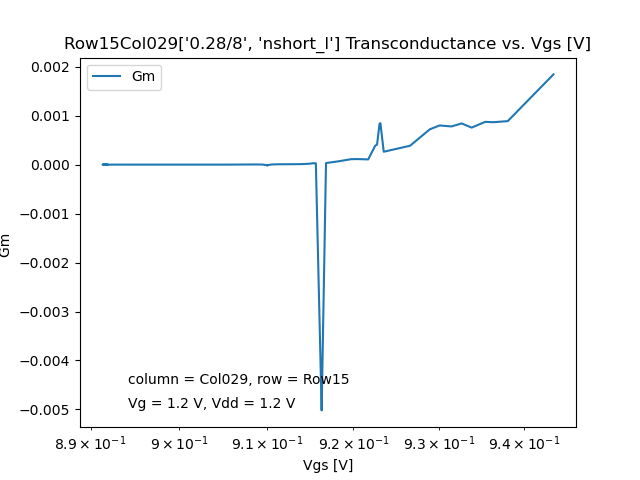 Row15Col029['0.28/8', 'nshort_l'] Transconductance vs. Vgs [V]
Gm
0.002
0.001
0.000
−0.001
−0.002
−0.003
−0.004
−0.005
Gm
column = Col029, row = Row15
Vg = 1.2 V, Vdd = 1.2 V
8.9 × 10⁻¹ 9 × 10⁻¹ 9.1 × 10⁻¹ 9.2 × 10⁻¹ 9.3 × 10⁻¹ 9.4 × 10⁻¹
Vgs [V]